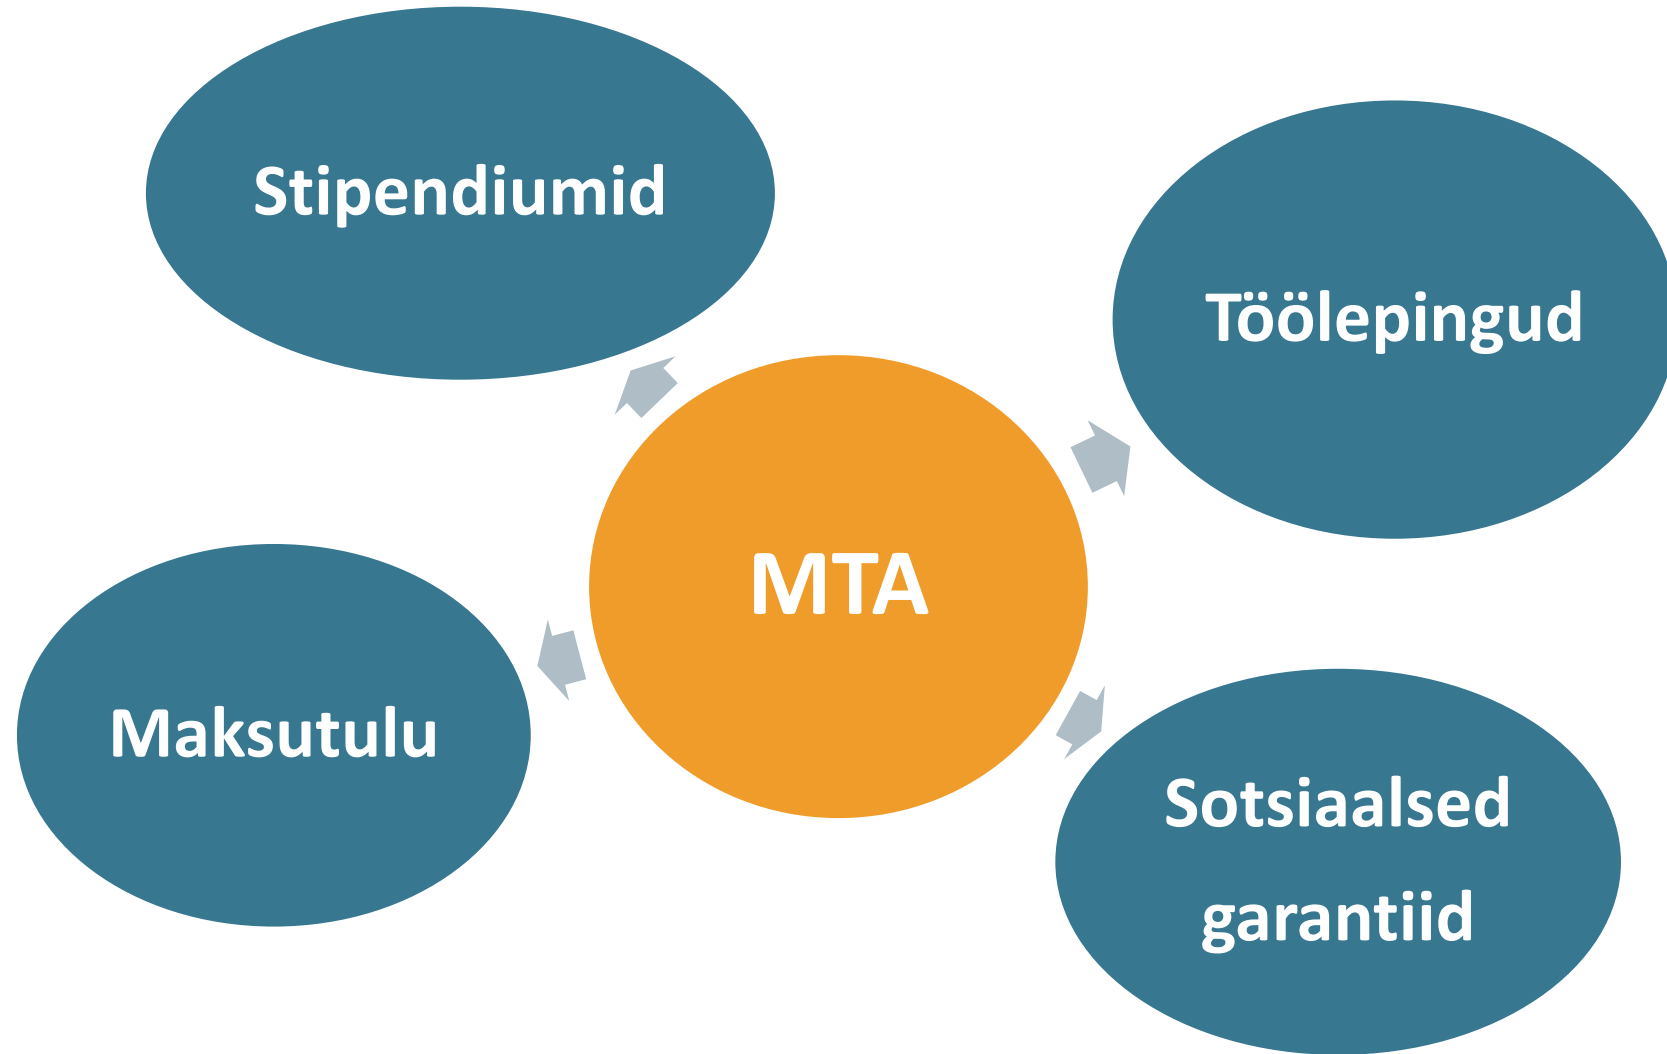 Stipendiumid
Töölepingud
MTA
Maksutulu
Sotsiaalsed
garantiid